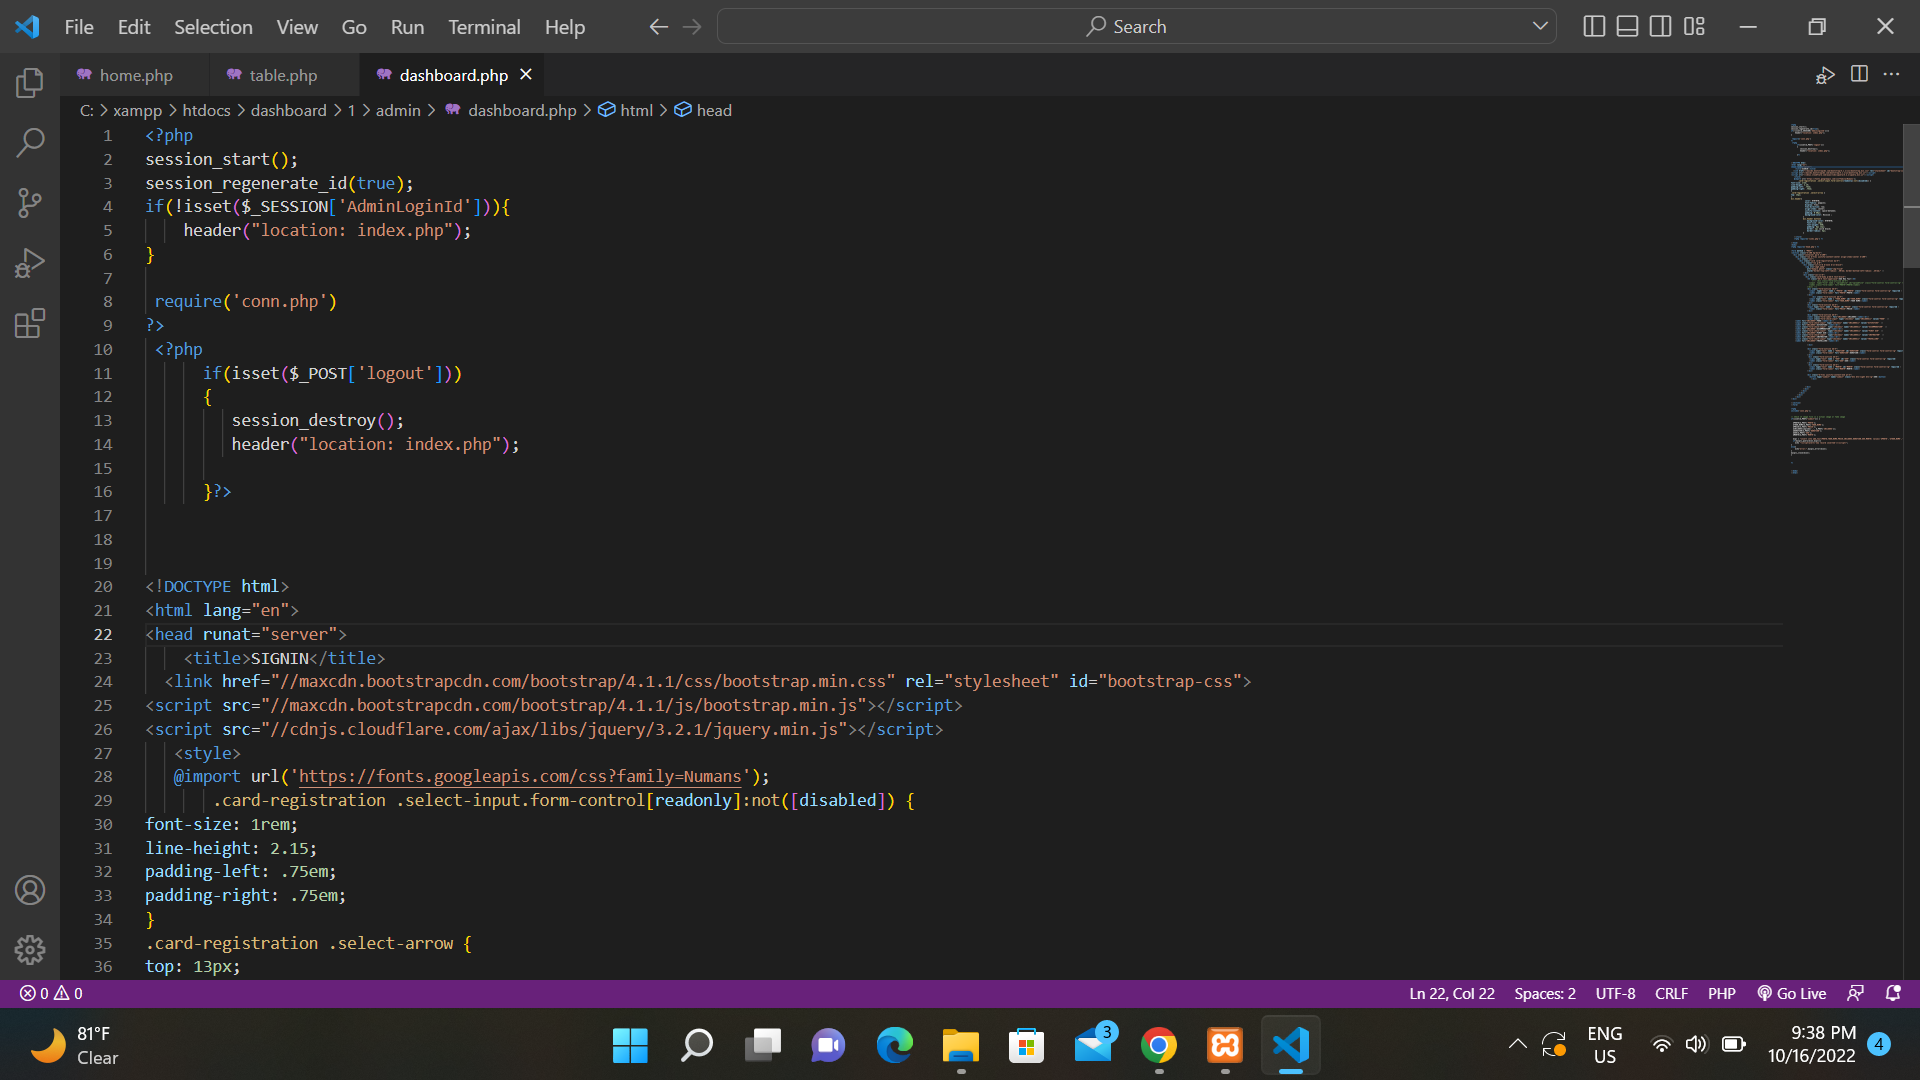 File Edit Selection View Go Run Terminal Help Search
home.php table.php dashboard.php
C: > xampp > htdocs > dashboard > 1 > admin > dashboard.php > html > head
1 <?php
2 session_start();
3 session_regenerate_id(true);
4 if(!isset($_SESSION['AdminLoginId'])){
5 header("location: index.php");
6 }
7
8 require('conn.php')
9 ?>
10 <?php
11 if(isset($_POST['logout']))
12 {
13 session_destroy();
14 header("location: index.php");
15
16 }?>
17
18
19
20 <!DOCTYPE html>
21 <html lang="en">
22 <head runat="server">
23 <title>SIGNIN</title>
24 <link href="//maxcdn.bootstrapcdn.com/bootstrap/4.1.1/css/bootstrap.min.css" rel="stylesheet" id="bootstrap-css">
25 <script src="//maxcdn.bootstrapcdn.com/bootstrap/4.1.1/js/bootstrap.min.js"></script>
26 <script src="//cdnjs.cloudflare.com/ajax/libs/jquery/3.2.1/jquery.min.js"></script>
27 <style>
28 @import url('https://fonts.googleapis.com/css?family=Numans');
29 .card-registration .select-input.form-control[readonly]:not([disabled]) {
30 font-size: 1rem;
31 line-height: 2.15;
32 padding-left: .75em;
33 padding-right: .75em;
34 }
35 .card-registration .select-arrow {
36 top: 13px;
0 0 Ln 22, Col 22 Spaces: 2 UTF-8 CRLF PHP Go Live
81°F
Clear
3
ENG
US
9:38 PM
10/16/2022
4